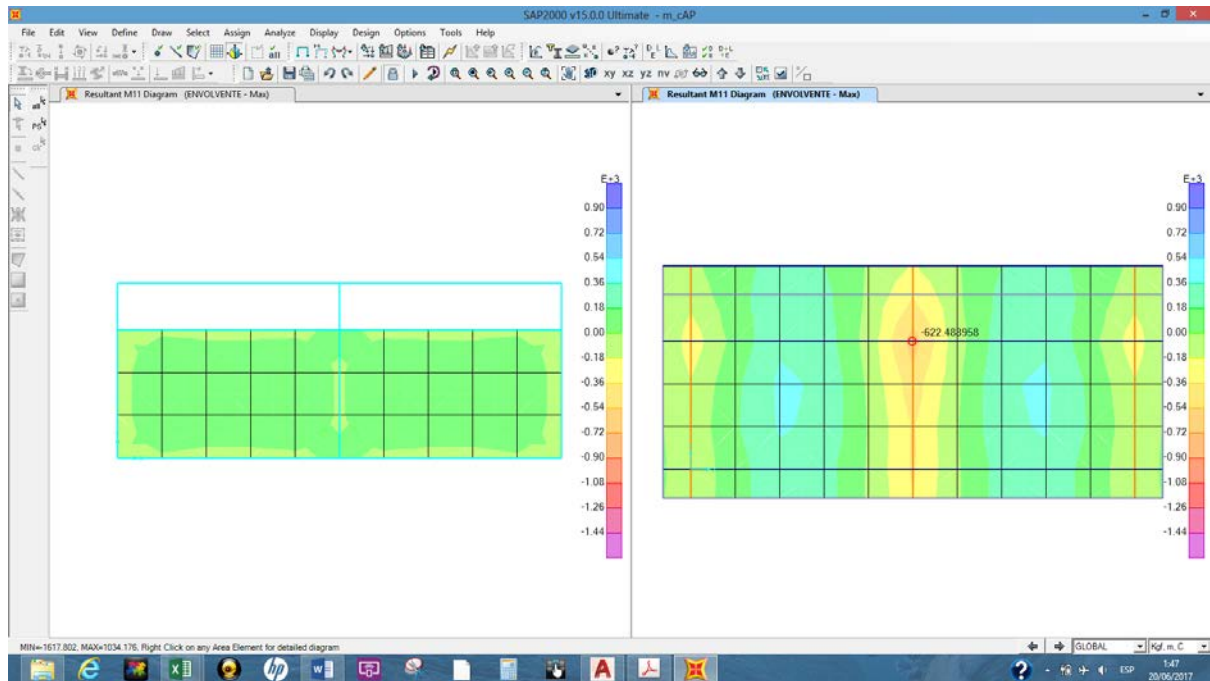 SAP2000 v15.0.0 Ultimate - m_cAP
File Edit View Define Draw Select Assign Analyze Display Design Options Tools Help
xy xz yz nv
Resultant M11 Diagram (ENVOLVENTE - Max)
Resultant M11 Diagram (ENVOLVENTE - Max)
E+3
0.90
0.72
0.54
0.36
0.18
0.00
-0.18
-0.36
-0.54
-0.72
-0.90
-1.08
-1.26
-1.44
-622.488958
E+3
0.90
0.72
0.54
0.36
0.18
0.00
-0.18
-0.36
-0.54
-0.72
-0.90
-1.08
-1.26
-1.44
MIN=-1617.802, MAX=1034.176, Right Click on any Area Element for detailed diagram
GLOBAL
Kgf, m, C
ESP
1:47
20/06/2017